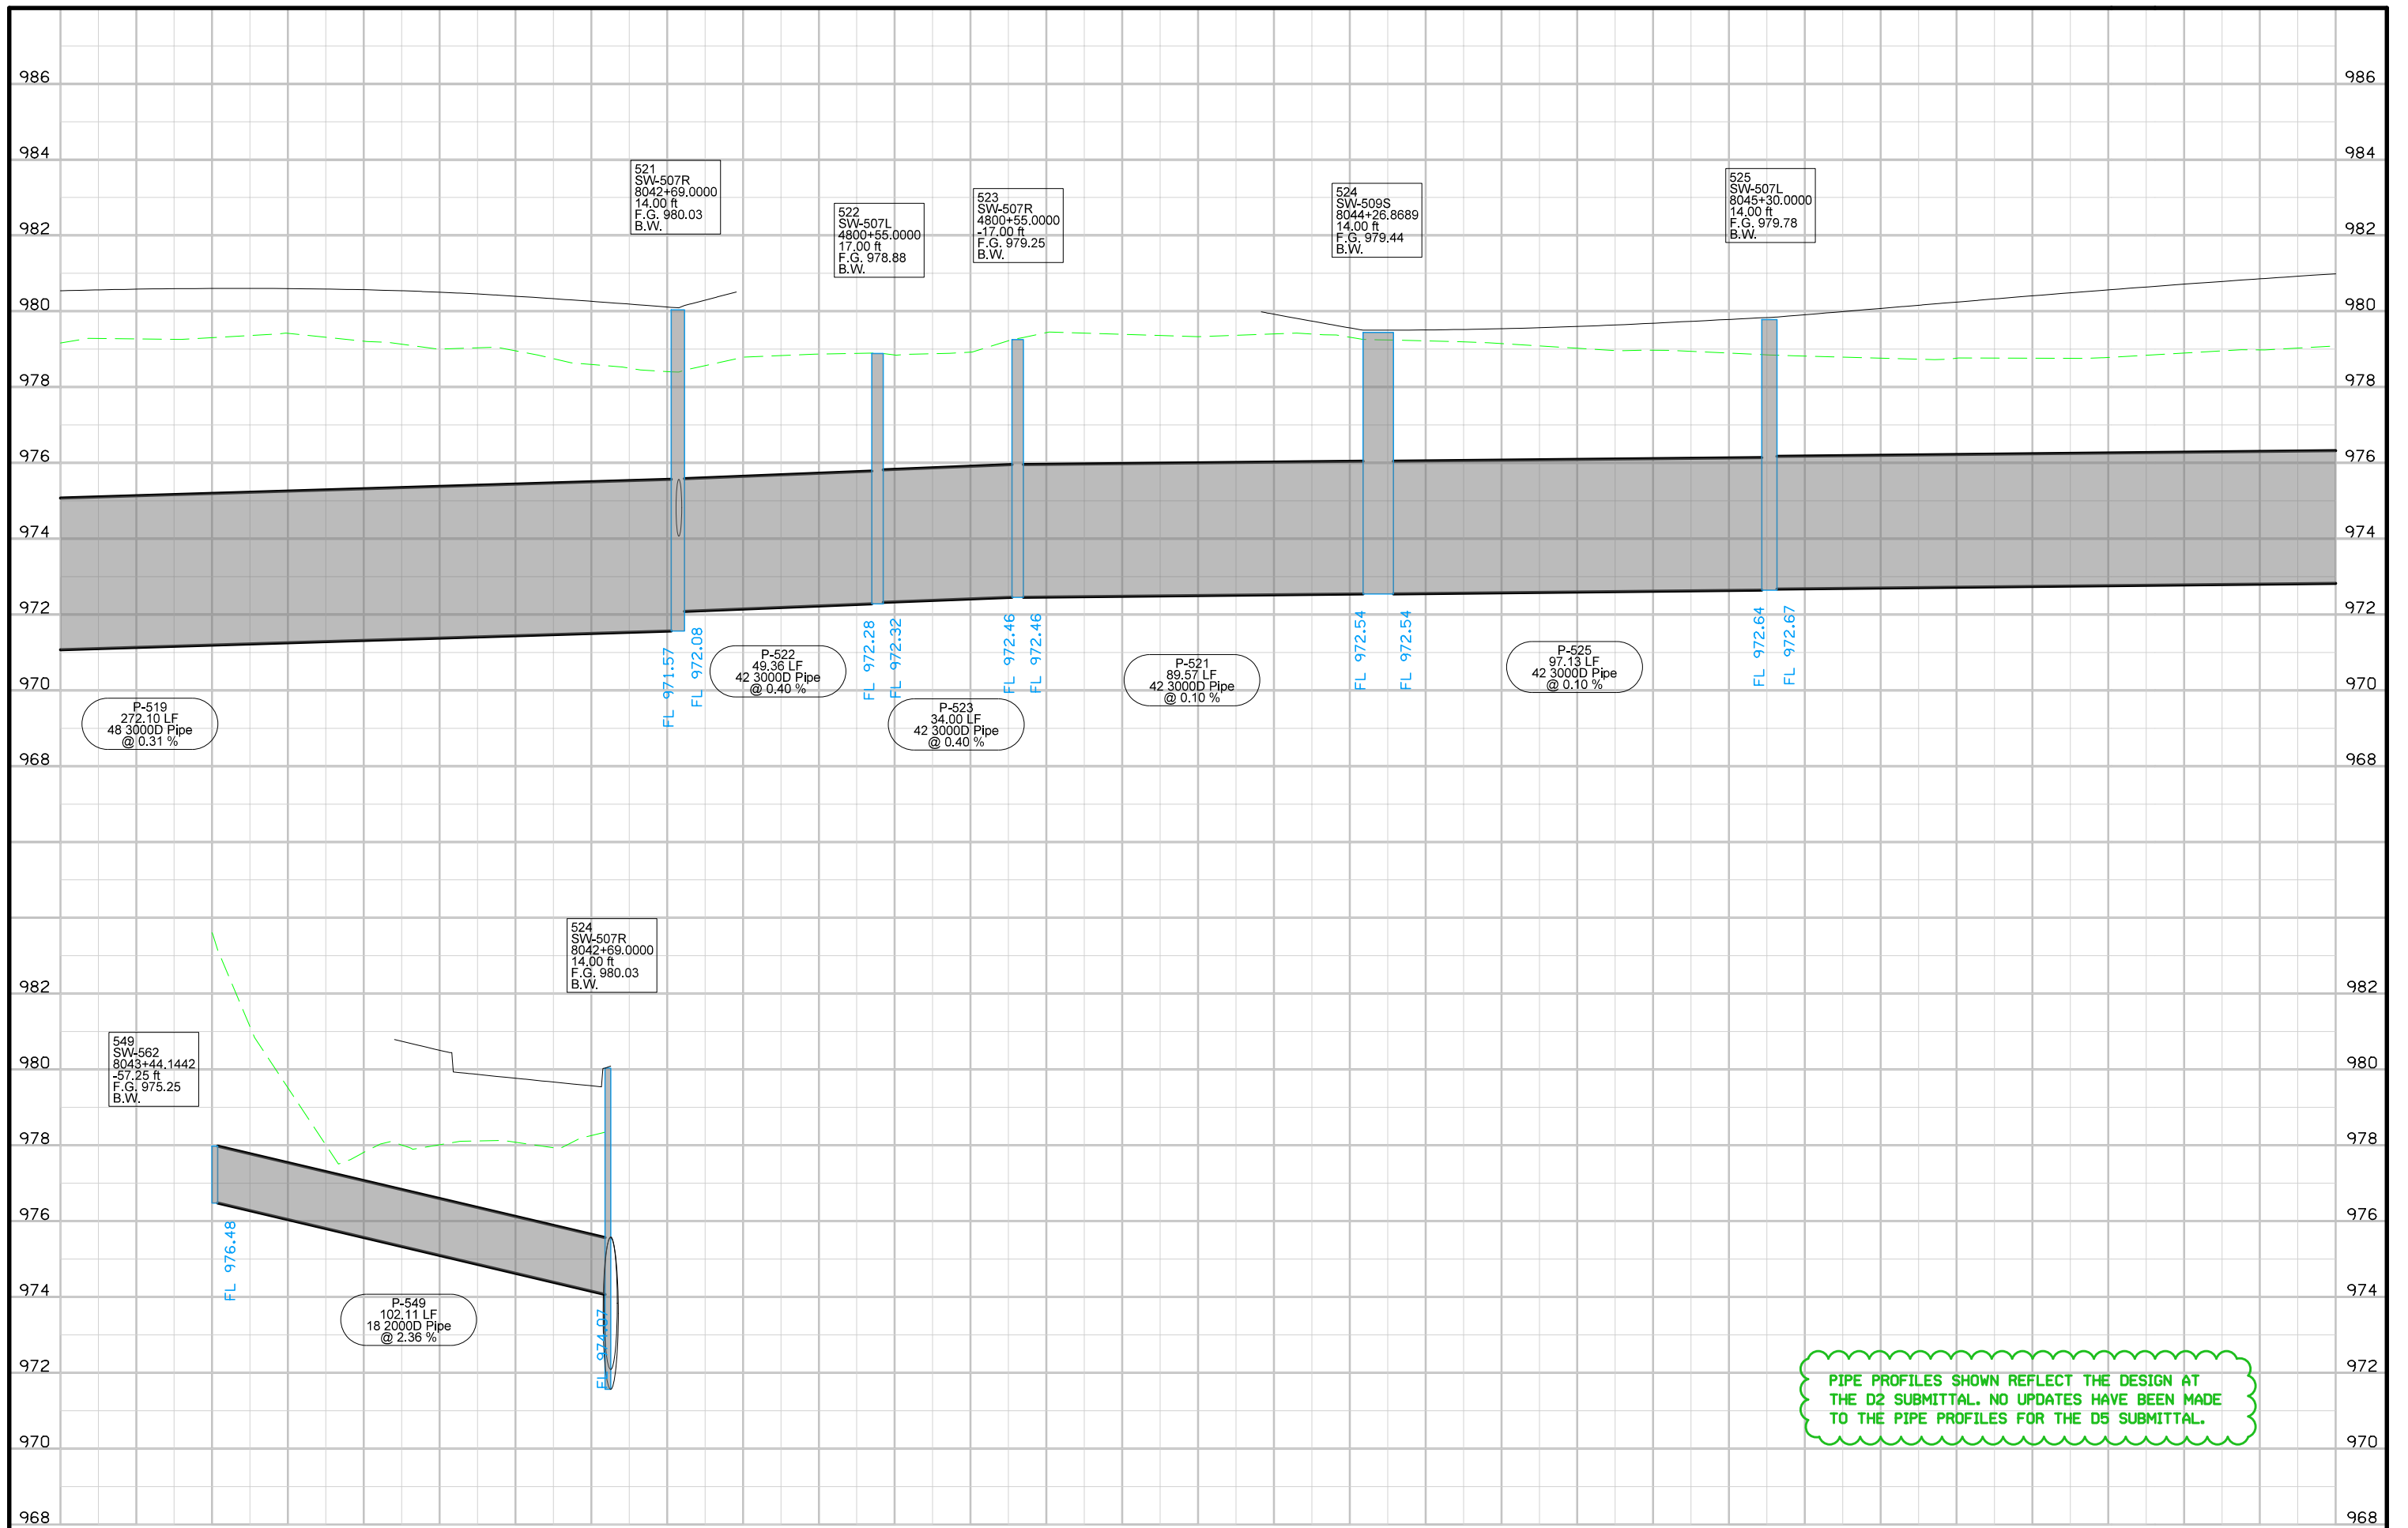 986
986
984
984
521
SW-507R
8042+69.0000
14.00 ft
F.G. 980.03
B.W.
522
SW-507L
4800+55.0000
17.00 ft
F.G. 978.88
B.W.
523
SW-507R
4800+55.0000
-17.00 ft
F.G. 979.25
B.W.
524
SW-509S
8044+26.8689
14.00 ft
F.G. 979.44
B.W.
525
SW-507L
8045+30.0000
14.00 ft
F.G. 979.78
B.W.
982
982
980
980
978
978
976
976
974
974
972
972
FL 971.57
FL 972.08
FL 972.28
FL 972.32
FL 972.46
FL 972.46
FL 972.54
FL 972.54
FL 972.64
FL 972.67
P-522
49.36 LF
42 3000D Pipe
@ 0.40 %
P-521
89.57 LF
42 3000D Pipe
@ 0.10 %
P-525
97.13 LF
42 3000D Pipe
@ 0.10 %
970
970
P-519
272.10 LF
48 3000D Pipe
@ 0.31 %
P-523
34.00 LF
42 3000D Pipe
@ 0.40 %
968
968
524
SW-507R
8042+69.0000
14.00 ft
F.G. 980.03
B.W.
982
982
549
SW-562
8043+44.1442
-57.25 ft
F.G. 975.25
B.W.
980
980
978
978
976
976
FL 976.48
974
974
P-549
102.11 LF
18 2000D Pipe
@ 2.36 %
FL 974.07
972
972
PIPE PROFILES SHOWN REFLECT THE DESIGN AT
THE D2 SUBMITTAL. NO UPDATES HAVE BEEN MADE
TO THE PIPE PROFILES FOR THE D5 SUBMITTAL.
970
970
968
968